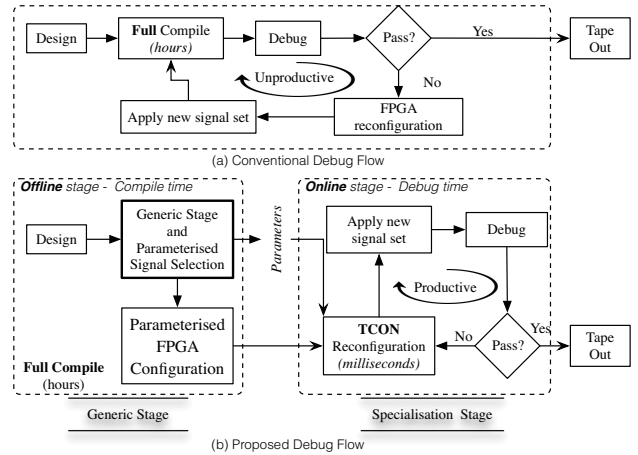 Design
Full Compile
(hours)
Debug
Pass?
Yes
Tape
Out
Unproductive
No
Apply new signal set
FPGA
reconfiguration
(a) Conventional Debug Flow
Offline stage - Compile time
Online stage - Debug time
Design
Generic Stage
and
Parameterised
Signal Selection
Parameters
Apply new
signal set
Debug
Productive
Parameterised
FPGA
Configuration
TCON
Reconfiguration
(milliseconds)
No
Pass?
Yes
Tape
Out
Full Compile
(hours)
Generic Stage
Specialisation Stage
(b) Proposed Debug Flow